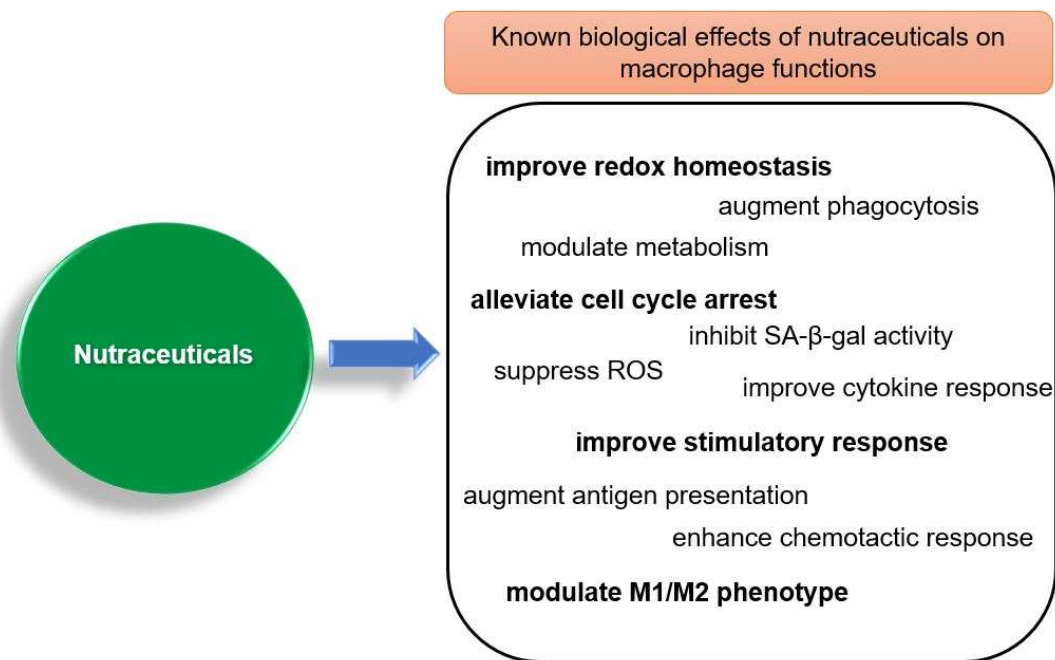 Known biological effects of nutraceuticals on
macrophage functions
improve redox homeostasis
augment phagocytosis
modulate metabolism
alleviate cell cycle arrest
inhibit SA-β-gal activity
suppress ROS
improve cytokine response
improve stimulatory response
augment antigen presentation
enhance chemotactic response
modulate M1/M2 phenotype
Nutraceuticals